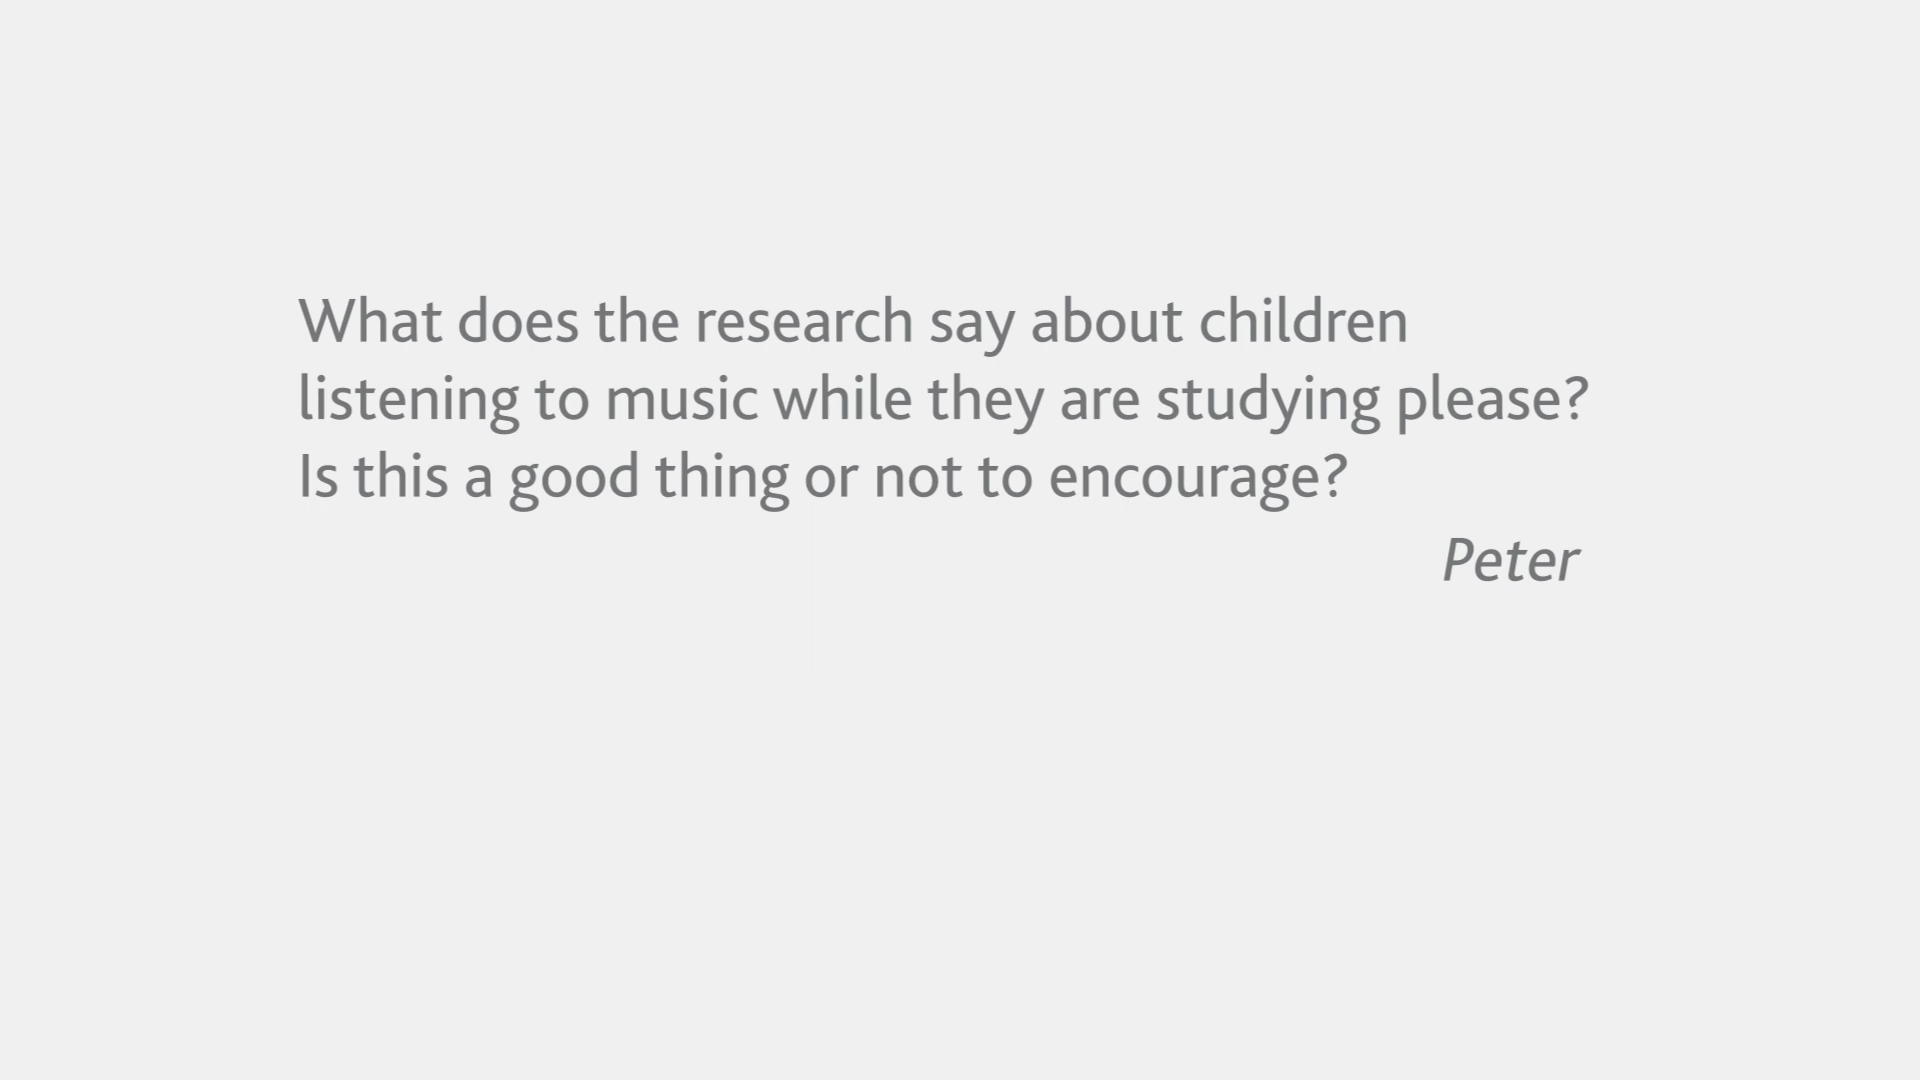 What does the research say about children
listening to music while they are studying please?
Is this a good thing or not to encourage?
Peter